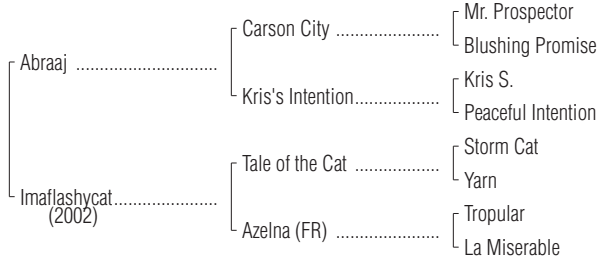 Mr. Prospector
Carson City ....................
Blushing Promise
Abraaj ...........................
Kris S.
Kris's Intention................
Peaceful Intention
Storm Cat
Tale of the Cat ................
Yarn
Imaflashycat....................
(2002)
Tropular
Azelna (FR) ....................
La Miserable